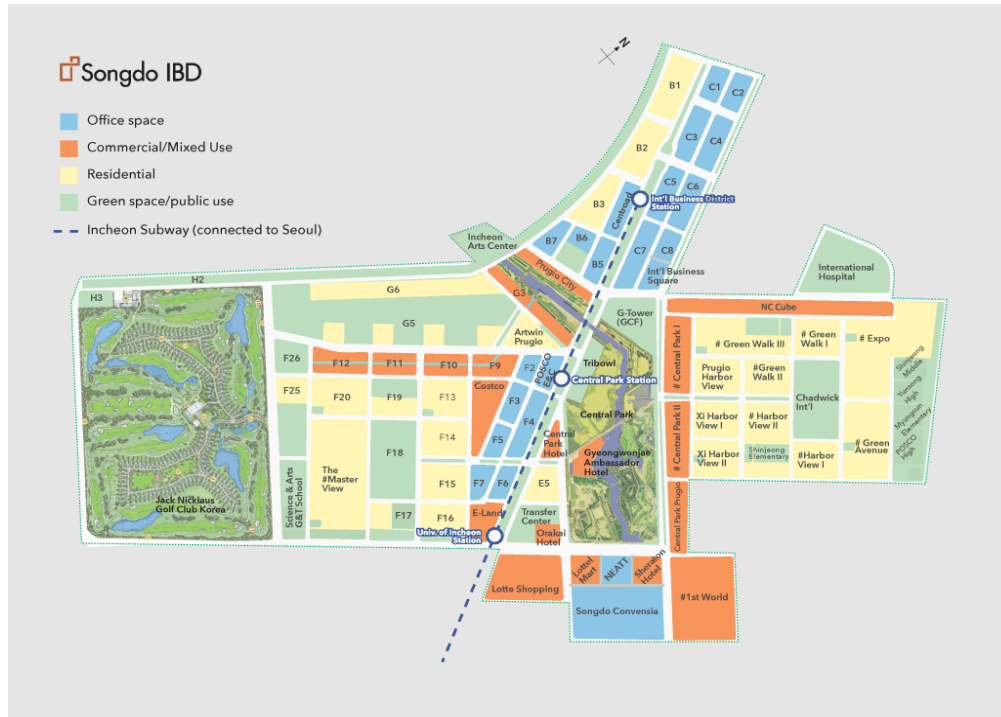 N
Songdo IBD
Office space
Commercial/Mixed Use
Residential
Green space/public use
Incheon Subway (connected to Seoul)
B1
C1
C2
B2
C3
C4
C5
C6
Int'l Business District
Station
B3
Centroad
B7
B6
B5
C7
C8
Int'l Business
Square
Incheon
Arts Center
Prugio City
G3
International
Hospital
H2
H3
G6
G5
Artwin
Prugio
G-Tower
(GCF)
NC Cube
# Central Park I
# Green Walk III
# Green
Walk I
# Expo
F26
F12
F11
F10
F9
F2
POSCO
E&C
Tribowl
Central Park Station
Prugio
Harbor
View
#Green
Walk II
Chadwick
Int'l
Shinjeong
Middle
Yumsong
High
Myungsun
Elementary
POSCO
High
F25
F20
F19
F13
Costco
F3
F4
F5
Central Park
Central
Park
Hotel
Gyeongwonjae
Ambassador
Hotel
# Central Park II
Xi Harbor
View I
# Harbor
View II
Xi Harbor
View II
Shinjeong
Elementary
#Harbor
View I
# Green
Avenue
F14
F18
The
#Master
View
F15
F7
F6
E5
Science & Arts
G&T School
Jack Nicklaus
Golf Club Korea
F17
F16
E-Land
Transfer
Center
Orakai
Hotel
Univ. of Incheon
Station
Central Park Prugio
Lotte Shopping
Lottel
Mart
NEATT
Sheraton
Hotel
Songdo Convensia
#1st World